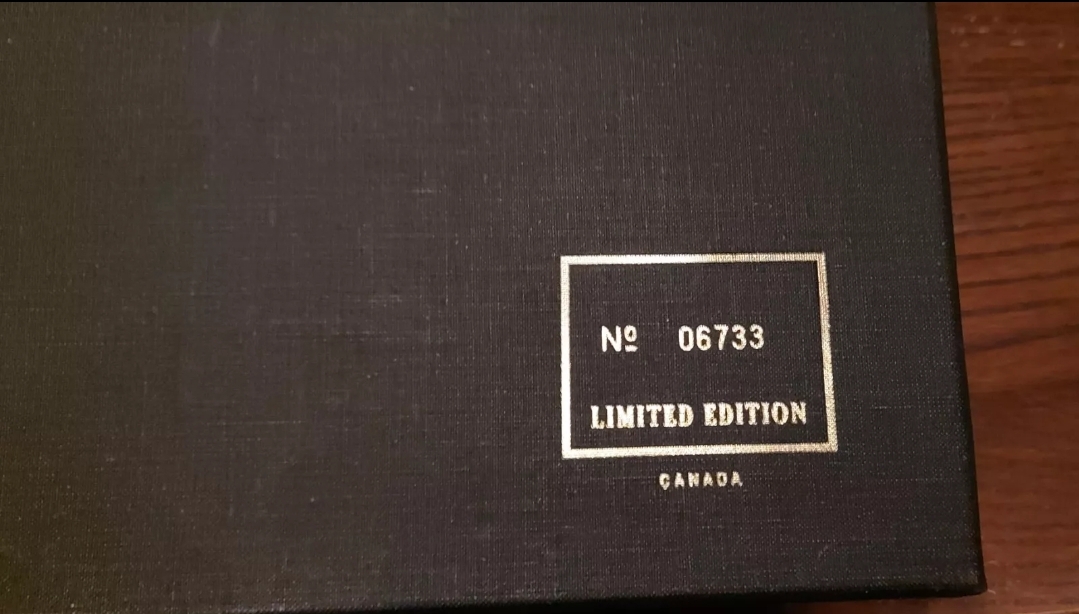 Nº 06733
LIMITED EDITION
CANADA